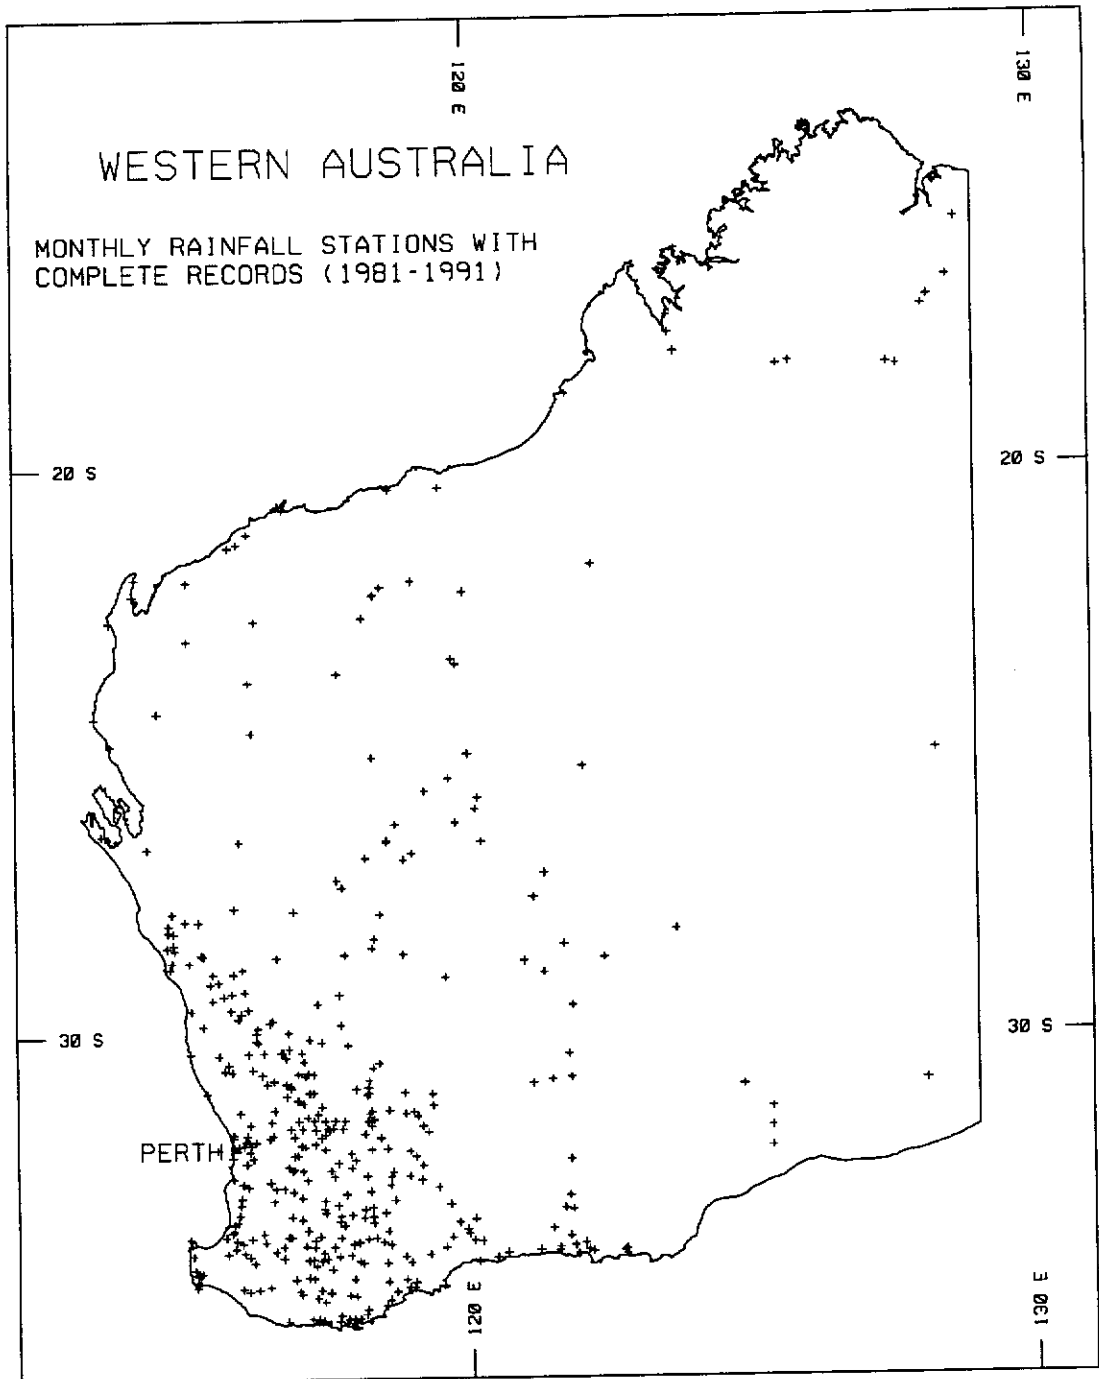 120 E
130 E
WESTERN AUSTRALIA
MONTHLY RAINFALL STATIONS WITH
COMPLETE RECORDS (1981-1991)
20 S
20 S
30 S
30 S
PERTH
120 E
130 E